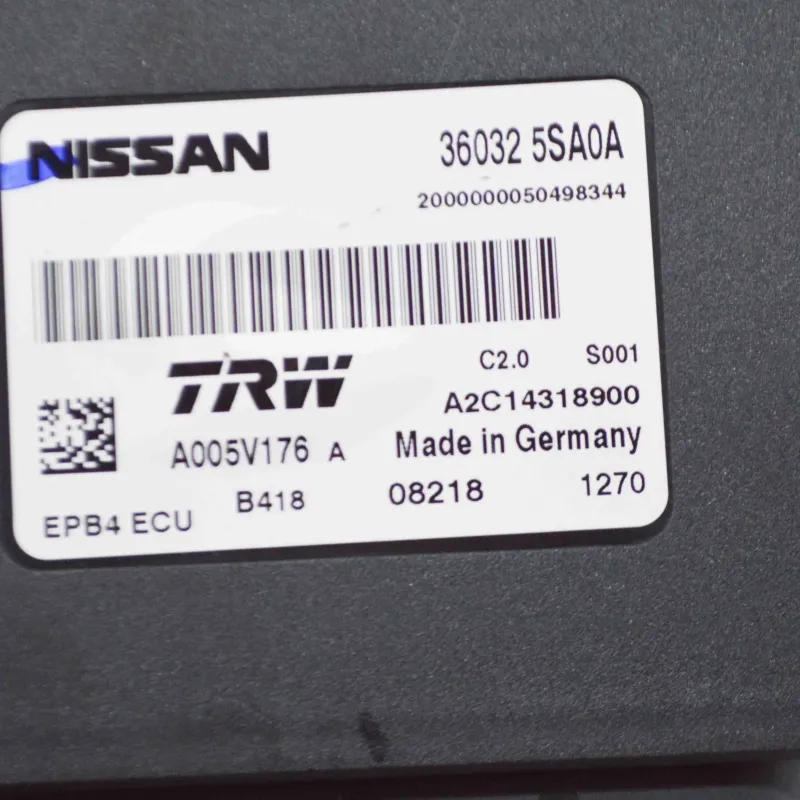 NISSAN 36032 5SA0A
2000000050498344
TRW C2.0 S001
A2C14318900
A005V176 A Made in Germany
B418 08218 1270
EPB4 ECU